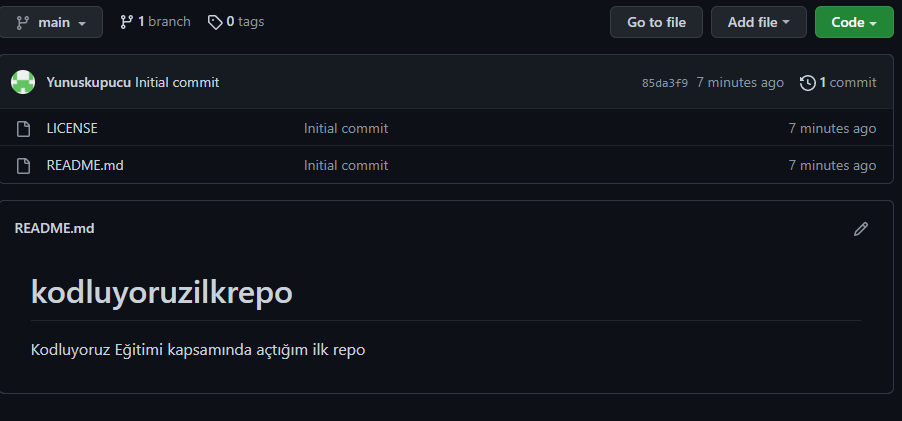 main 1 branch 0 tags Go to file Add file Code
Yunuskupucu Initial commit 85da3f9 7 minutes ago 1 commit
LICENSE Initial commit 7 minutes ago
README.md Initial commit 7 minutes ago
README.md
kodluyoruzilkrepo
Kodluyoruz Eğitimi kapsamında açtığım ilk repo